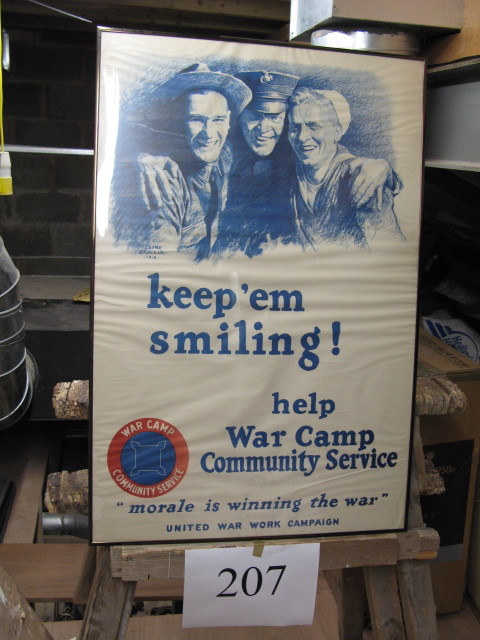 keep'em
smiling!
help
War Camp
Community Service
WAR CAMP
COMMUNITY SERVICE
"morale is winning the war"
UNITED WAR WORK CAMPAIGN
207